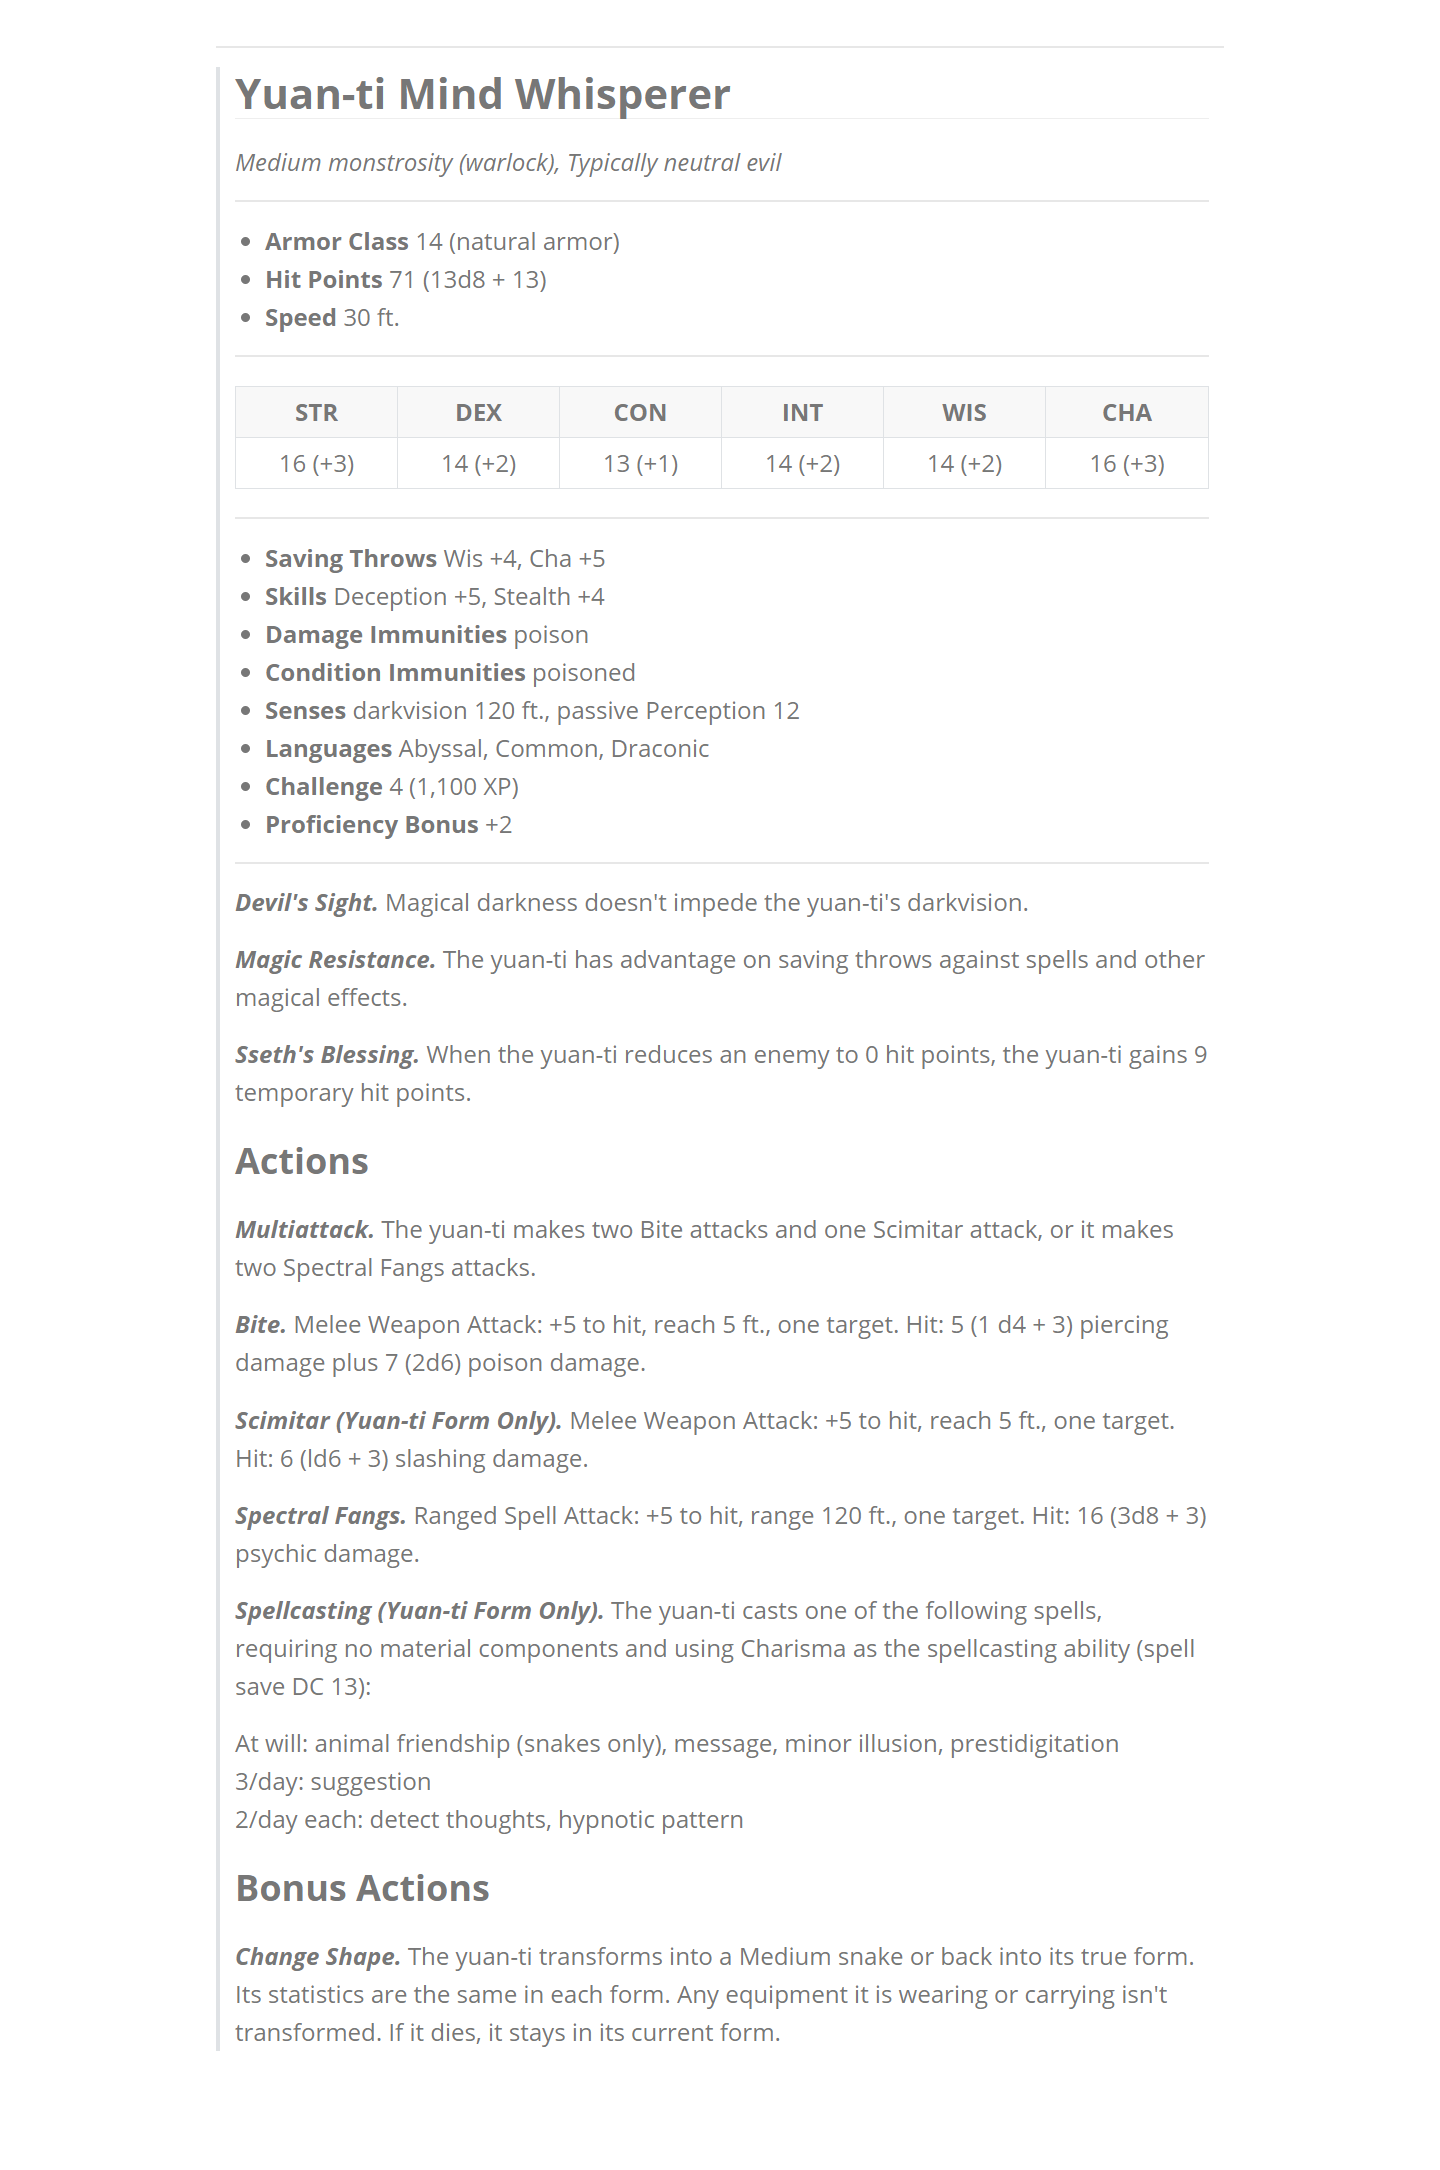 Yuan-ti Mind Whisperer
Medium monstrosity (warlock), Typically neutral evil
• Armor Class 14 (natural armor)
• Hit Points 71 (13d8 + 13)
• Speed 30 ft.
STR DEX CON INT WIS CHA
16 (+3) 14 (+2) 13 (+1) 14 (+2) 14 (+2) 16 (+3)
• Saving Throws Wis +4, Cha +5
• Skills Deception +5, Stealth +4
• Damage Immunities poison
• Condition Immunities poisoned
• Senses darkvision 120 ft., passive Perception 12
• Languages Abyssal, Common, Draconic
• Challenge 4 (1,100 XP)
• Proficiency Bonus +2
Devil's Sight. Magical darkness doesn't impede the yuan-ti's darkvision.
Magic Resistance. The yuan-ti has advantage on saving throws against spells and other
magical effects.
Sseth's Blessing. When the yuan-ti reduces an enemy to 0 hit points, the yuan-ti gains 9
temporary hit points.
Actions
Multiattack. The yuan-ti makes two Bite attacks and one Scimitar attack, or it makes
two Spectral Fangs attacks.
Bite. Melee Weapon Attack: +5 to hit, reach 5 ft., one target. Hit: 5 (1 d4 + 3) piercing
damage plus 7 (2d6) poison damage.
Scimitar (Yuan-ti Form Only). Melee Weapon Attack: +5 to hit, reach 5 ft., one target.
Hit: 6 (ld6 + 3) slashing damage.
Spectral Fangs. Ranged Spell Attack: +5 to hit, range 120 ft., one target. Hit: 16 (3d8 + 3)
psychic damage.
Spellcasting (Yuan-ti Form Only). The yuan-ti casts one of the following spells,
requiring no material components and using Charisma as the spellcasting ability (spell
save DC 13):
At will: animal friendship (snakes only), message, minor illusion, prestidigitation
3/day: suggestion
2/day each: detect thoughts, hypnotic pattern
Bonus Actions
Change Shape. The yuan-ti transforms into a Medium snake or back into its true form.
Its statistics are the same in each form. Any equipment it is wearing or carrying isn't
transformed. If it dies, it stays in its current form.